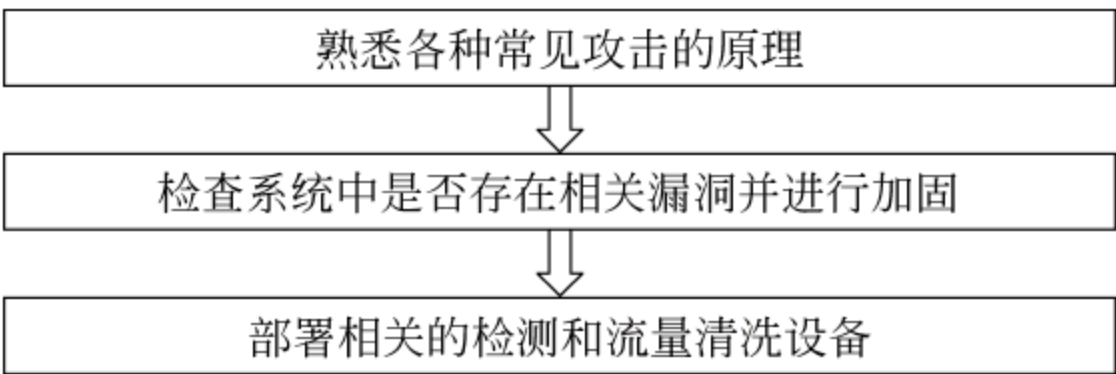 熟悉各种常见攻击的原理
检查系统中是否存在相关漏洞并进行加固
部署相关的检测和流量清洗设备